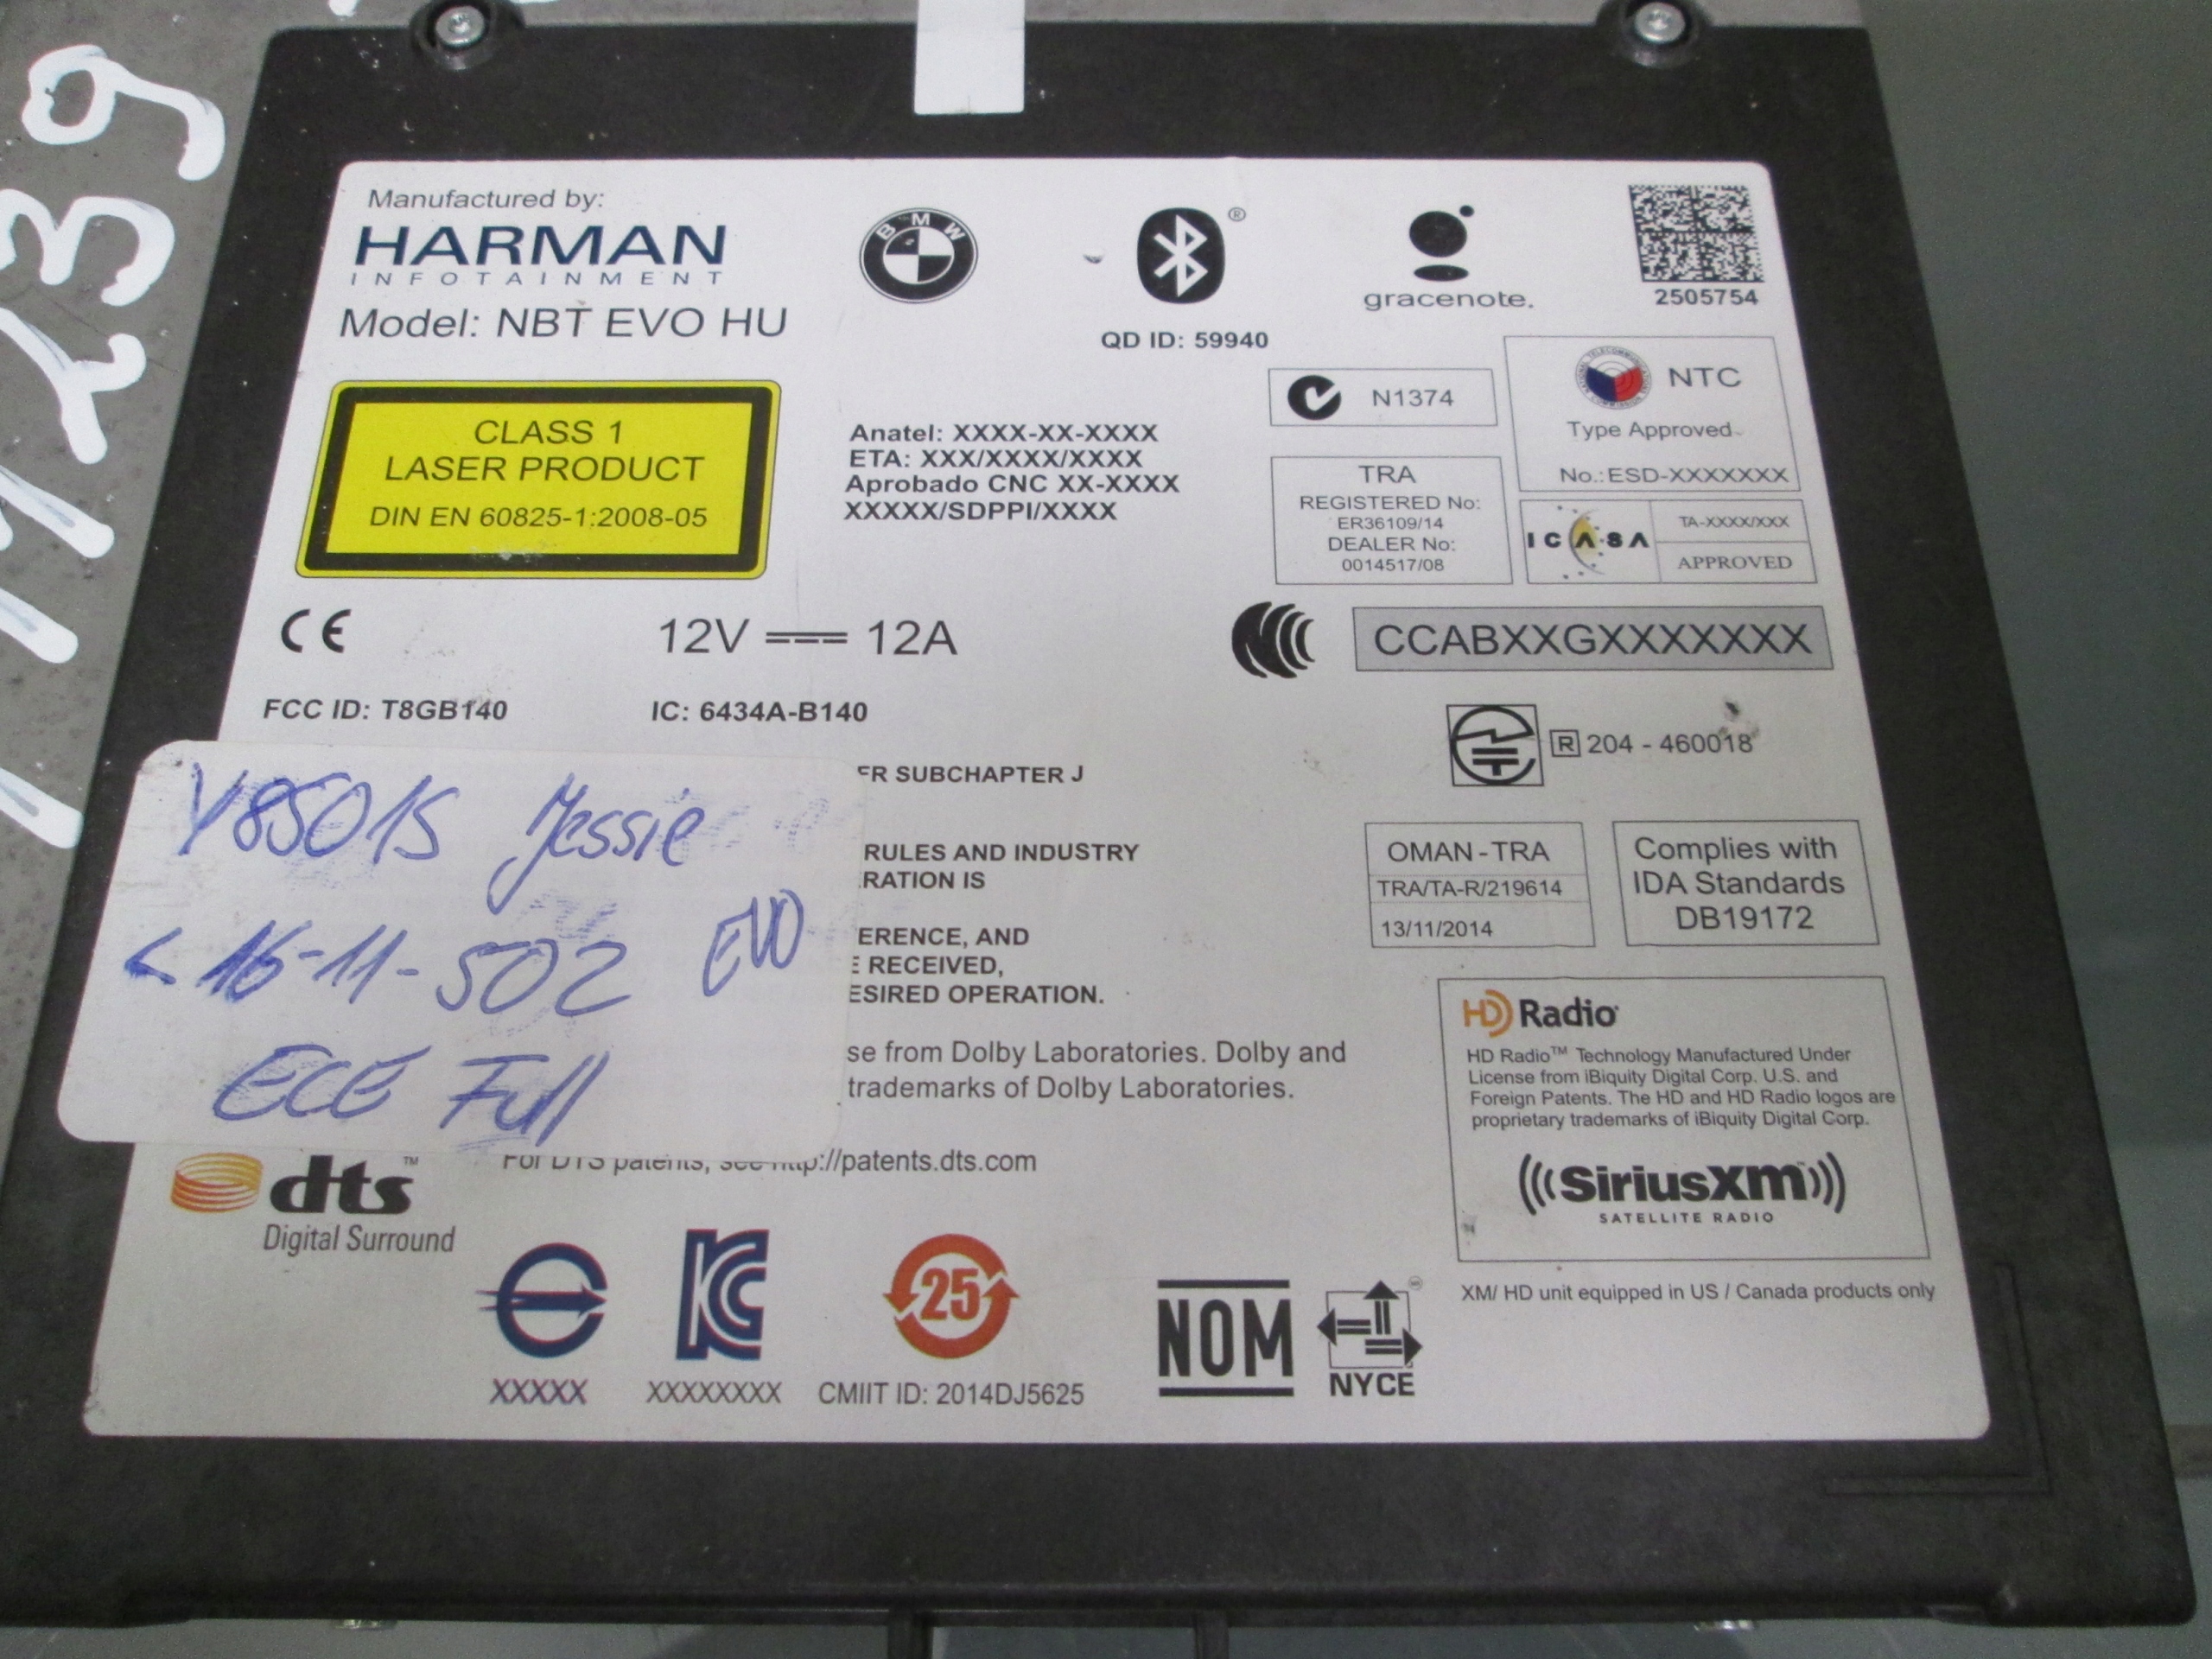 Manufactured by:
HARMAN
INFOTAINMENT
Model: NBT EVO HU
BMW
®
QD ID: 59940
gracenote.
2505754
CLASS 1
LASER PRODUCT
DIN EN 60825-1:2008-05
Anatel: XXXX-XX-XXXX
ETA: XXX/XXXX/XXXX
Aprobado CNC XX-XXXX
XXXXX/SDPPI/XXXX
N1374
NTC
Type Approved
No.:ESD-XXXXXXX
TRA
REGISTERED No:
ER36109/14
DEALER No:
0014517/08
ICASA
TA-XXXX/XXX
APPROVED
CE
12V 12A
CCABXXGXXXXXXX
FCC ID: T8GB140
IC: 6434A-B140
R 204 - 460018
SUBCHAPTER J
RULES AND INDUSTRY
IS
AND
RECEIVED,
OPERATION.
OMAN-TRA
TRA/TA-R/219614
13/11/2014
Complies with
IDA Standards
DB19172
Y85015 Jessie
< 16-11-502 EVO
ECE Full
from Dolby Laboratories. Dolby and
trademarks of Dolby Laboratories.
For DTS patents, see http://patents.dts.com
HD Radio
HD Radio™ Technology Manufactured Under
License from iBiquity Digital Corp. U.S. and
Foreign Patents. The HD and HD Radio logos are
proprietary trademarks of iBiquity Digital Corp.
SiriusXM
SATELLITE RADIO
XM/ HD unit equipped in US / Canada products only
dts™
Digital Surround
XXXXX
KC
XXXXXXXX
25
CMIIT ID: 2014DJ5625
NOM
NYCE